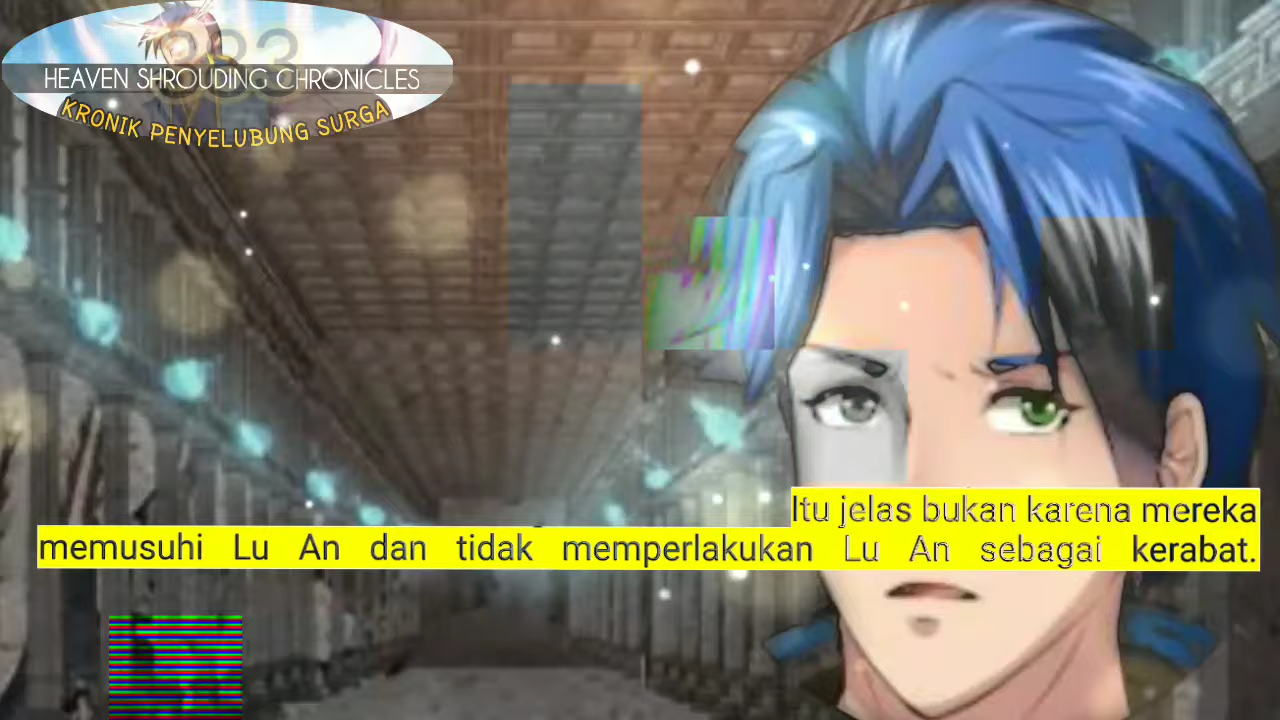 883
HEAVEN SHROUDING CHRONICLES
KRONIK PENYELUBUNG SURGA
Itu jelas bukan karena mereka
memusuhi Lu An dan tidak memperlakukan Lu An sebagai kerabat.